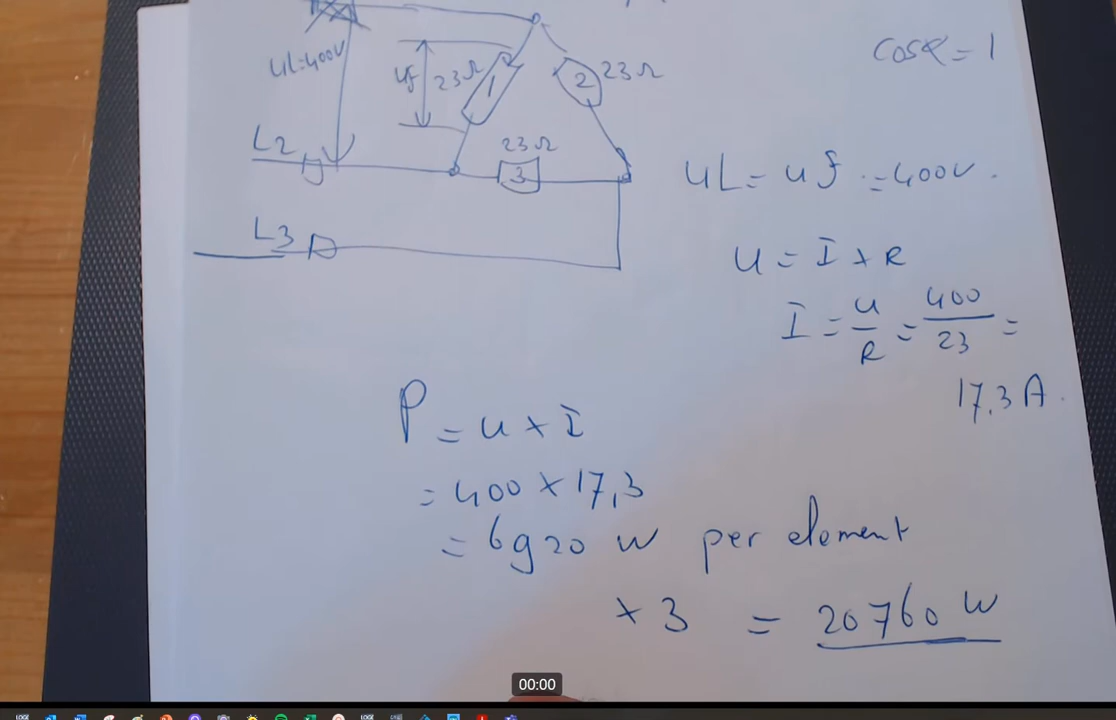 cosφ = 1
UL=400V
Uf
23Ω
1
2
23Ω
L2
23Ω
3
UL = Uf = 400V.
L3
U = I × R
I = U/R = 400/23 =
17,3 A.
P = U × I
= 400 × 17,3
= 6920 W per element
× 3 = 20760 W
00:00